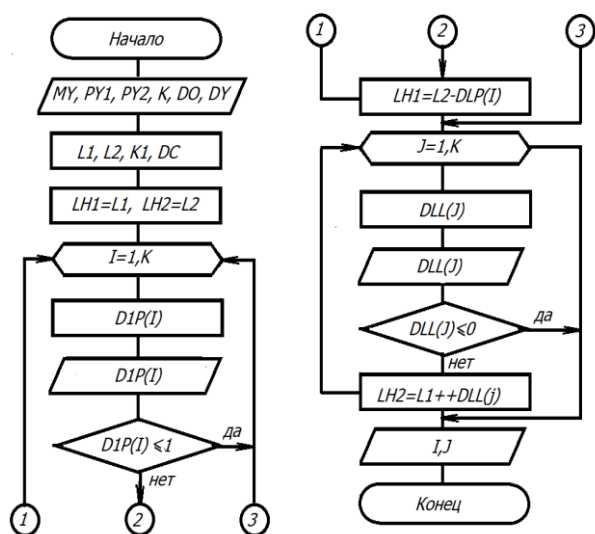 Начало
MY, PY1, PY2, K, DO, DY
L1, L2, K1, DC
LH1=L1, LH2=L2
I=1,K
D1P(I)
D1P(I)
D1P(I) ⩽1
да
нет
1
2
3
1
2
3
LH1=L2-DLP(I)
J=1,K
DLL(J)
DLL(J)
DLL(J)⩽0
да
нет
LH2=L1++DLL(j)
I,J
Конец